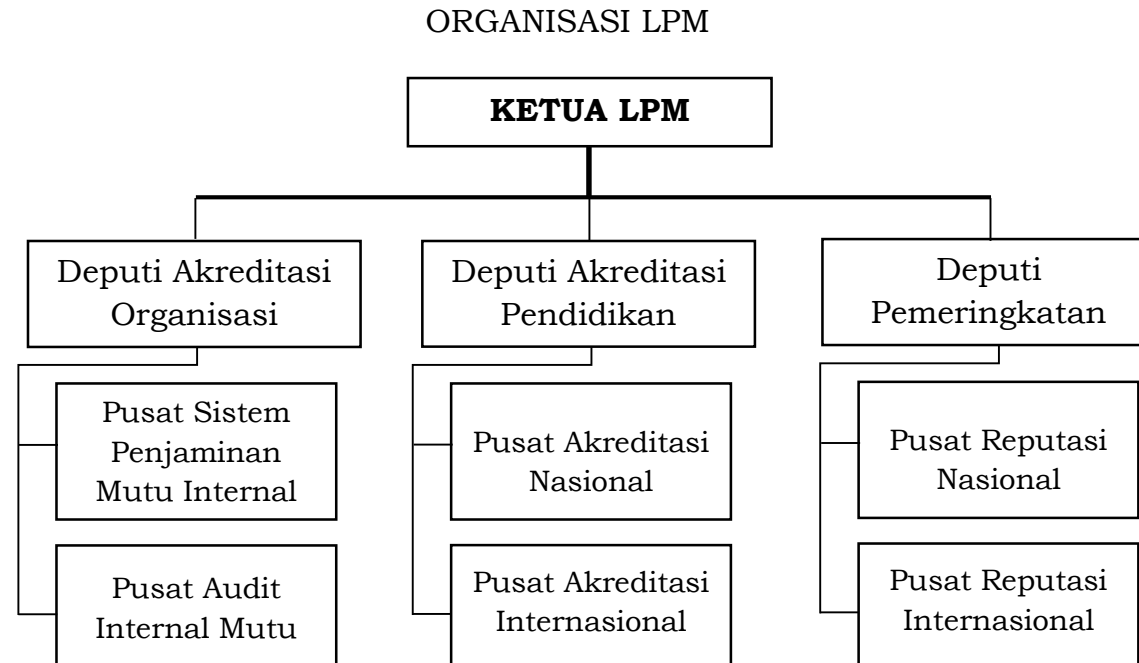 ORGANISASI LPM
KETUA LPM
Deputi Akreditasi
Organisasi
Deputi Akreditasi
Pendidikan
Deputi
Pemeringkatan
Pusat Sistem
Penjaminan
Mutu Internal
Pusat Akreditasi
Nasional
Pusat Reputasi
Nasional
Pusat Audit
Internal Mutu
Pusat Akreditasi
Internasional
Pusat Reputasi
Internasional